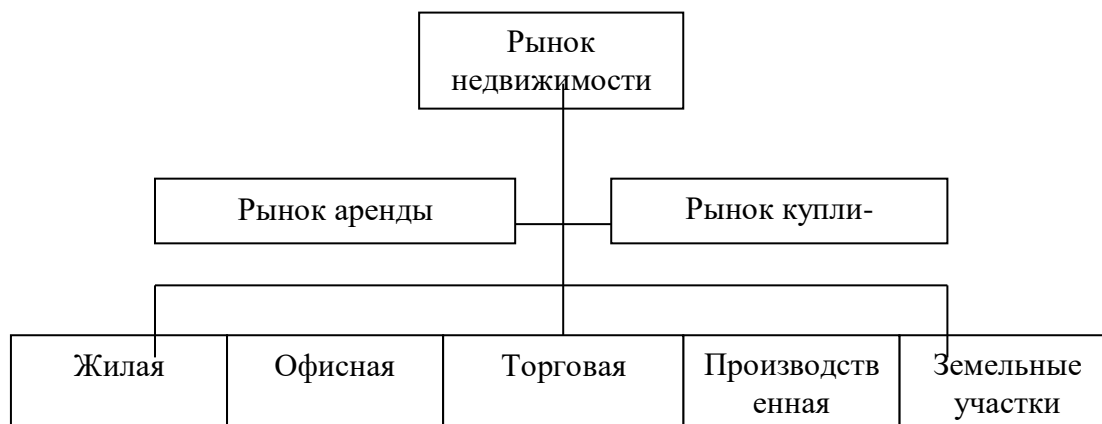 Рынок
недвижимости
Рынок аренды
Рынок купли-
Жилая
Офисная
Торговая
Производств
енная
Земельные
участки